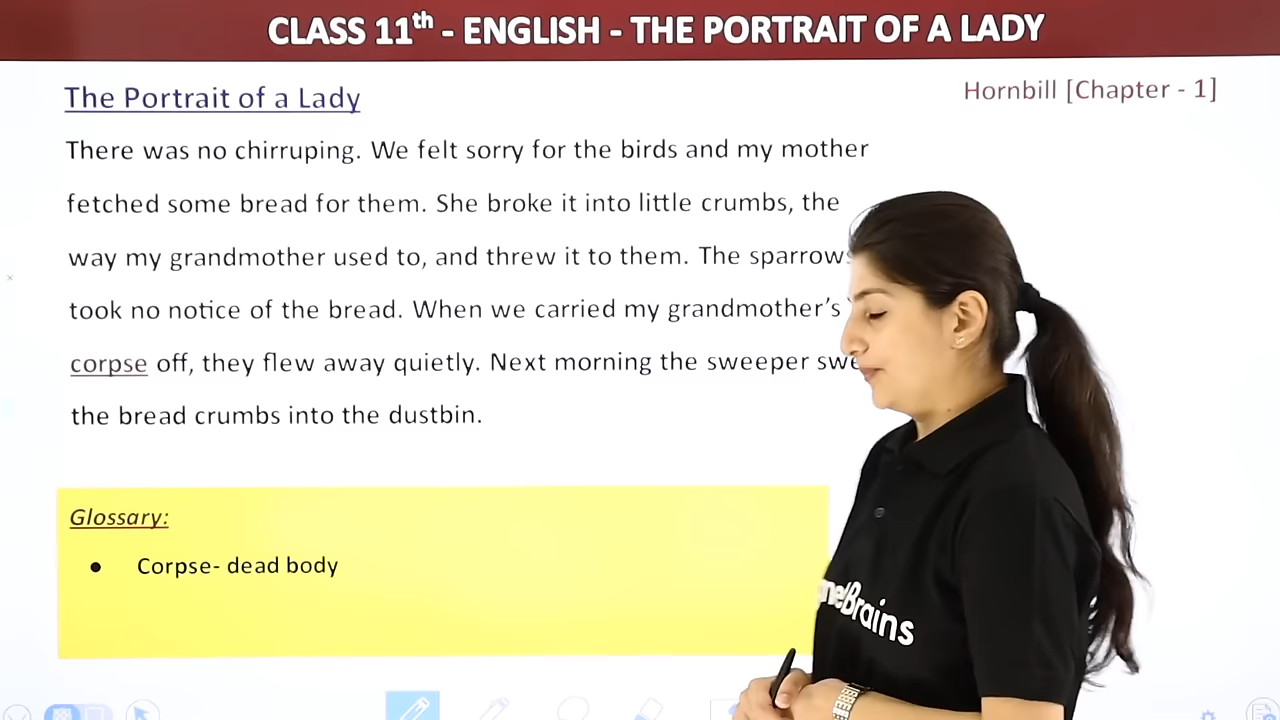 CLASS 11th - ENGLISH - THE PORTRAIT OF A LADY
The Portrait of a Lady
Hornbill [Chapter - 1]
There was no chirruping. We felt sorry for the birds and my mother
fetched some bread for them. She broke it into little crumbs, the
way my grandmother used to, and threw it to them. The sparrows
took no notice of the bread. When we carried my grandmother's
corpse off, they flew away quietly. Next morning the sweeper
the bread crumbs into the dustbin.
Glossary:
● Corpse- dead body
Brains